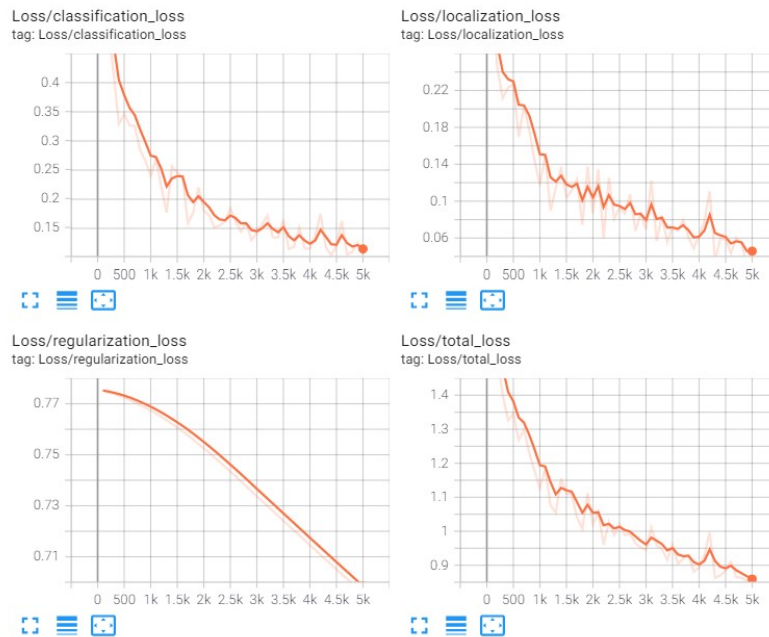 Loss/classification_loss
tag: Loss/classification_loss
0.4
0.35
0.3
0.25
0.2
0.15
0 500 1k 1.5k 2k 2.5k 3k 3.5k 4k 4.5k 5k
Loss/localization_loss
tag: Loss/localization_loss
0.22
0.18
0.14
0.1
0.06
0 500 1k 1.5k 2k 2.5k 3k 3.5k 4k 4.5k 5k
Loss/regularization_loss
tag: Loss/regularization_loss
0.77
0.75
0.73
0.71
0 500 1k 1.5k 2k 2.5k 3k 3.5k 4k 4.5k 5k
Loss/total_loss
tag: Loss/total_loss
1.4
1.3
1.2
1.1
1
0.9
0 500 1k 1.5k 2k 2.5k 3k 3.5k 4k 4.5k 5k